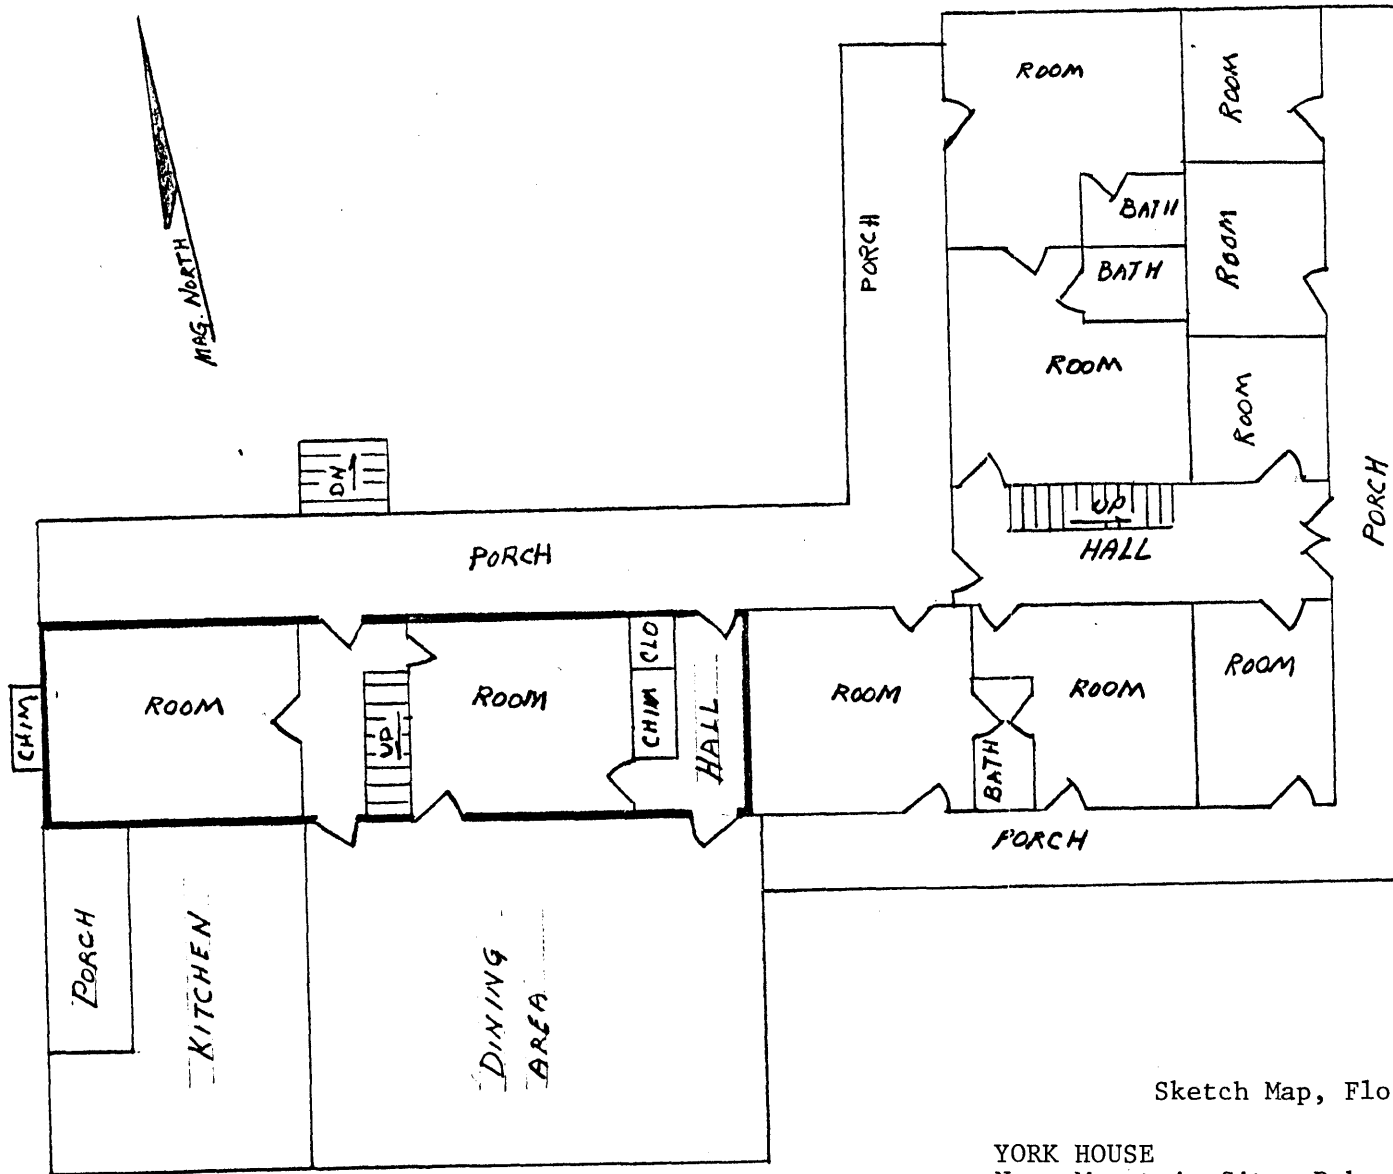 MAG. NORTH
ROOM
ROOM
BATH
ROOM
BATH
PORCH
ROOM
ROOM
UP
HALL
PORCH
DN
PORCH
CHIM
ROOM
UP
ROOM
CLO
CHIM
HALL
ROOM
ROOM
BATH
ROOM
PORCH
PORCH
KITCHEN
DINING
AREA
Sketch Map, Flo
YORK HOUSE